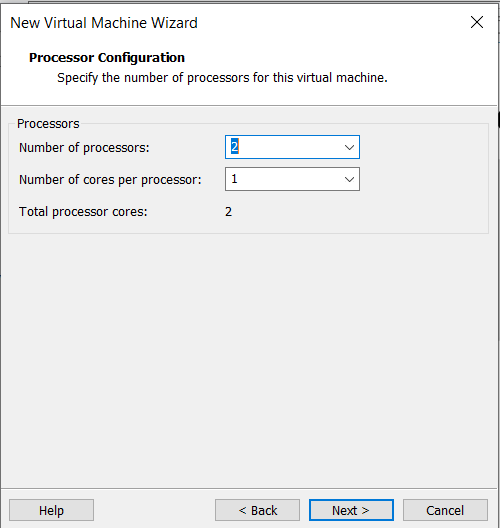 New Virtual Machine Wizard
Processor Configuration
Specify the number of processors for this virtual machine.
Processors
Number of processors: 2
Number of cores per processor: 1
Total processor cores: 2
Help < Back Next > Cancel